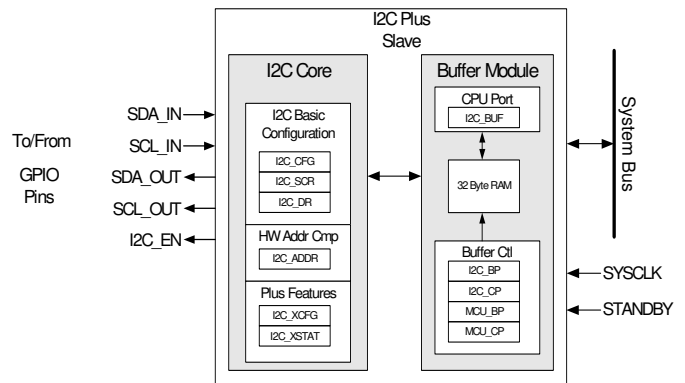 I2C Plus
Slave
I2C Core
Buffer Module
I2C Basic
Configuration
I2C_CFG
I2C_SCR
I2C_DR
HW Addr Cmp
I2C_ADDR
Plus Features
I2C_XCFG
I2C_XSTAT
CPU Port
I2C_BUF
32 Byte RAM
Buffer Ctl
I2C_BP
I2C_CP
MCU_BP
MCU_CP
To/From
GPIO
Pins
SDA_IN
SCL_IN
SDA_OUT
SCL_OUT
I2C_EN
System Bus
SYSCLK
STANDBY